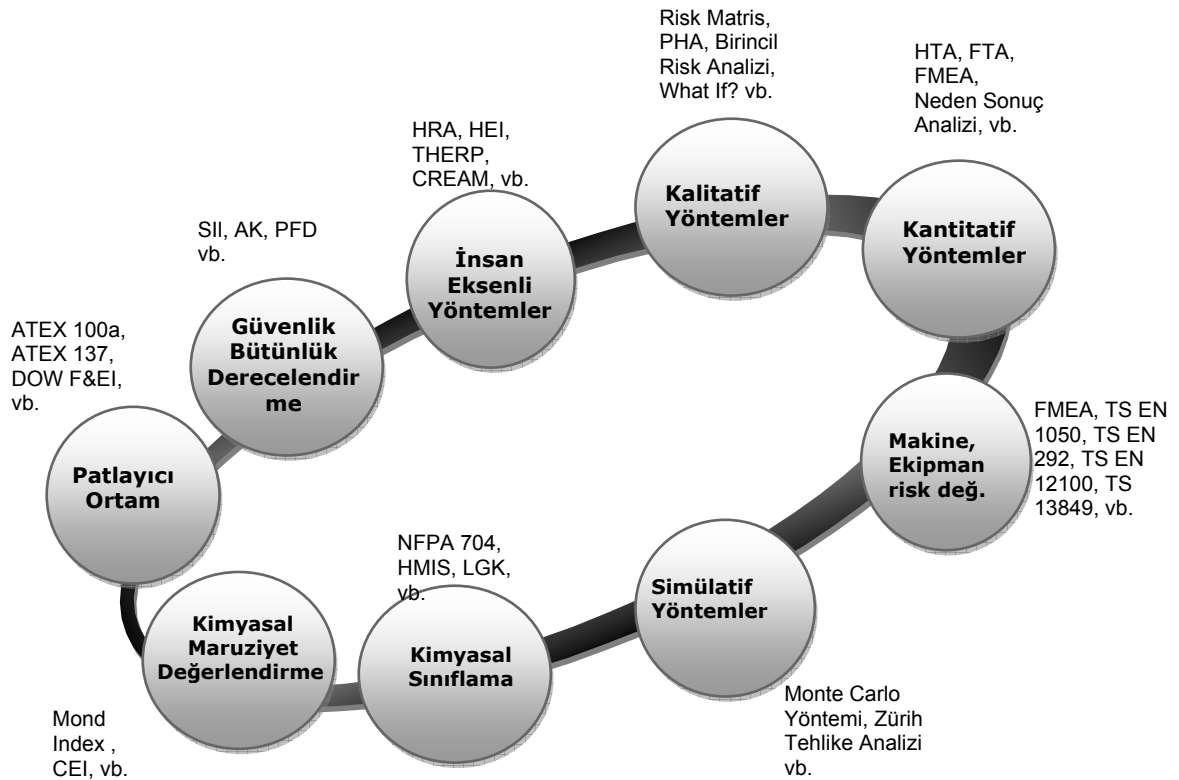 Risk Matris,
PHA, Birincil
Risk Analizi,
What If? vb.
HTA, FTA,
FMEA,
Neden Sonuç
Analizi, vb.
HRA, HEI,
THERP,
CREAM, vb.
Kalitatif
Yöntemler
Kantitatif
Yöntemler
SII, AK, PFD
vb.
İnsan
Eksenli
Yöntemler
ATEX 100a,
ATEX 137,
DOW F&EI,
vb.
Güvenlik
Bütünlük
Derecelendir
me
Patlayıcı
Ortam
Makine,
Ekipman
risk değ.
FMEA, TS EN
1050, TS EN
292, TS EN
12100, TS
13849, vb.
NFPA 704,
HMIS, LGK,
vb.
Simülatif
Yöntemler
Kimyasal
Maruziyet
Değerlendirme
Kimyasal
Sınıflama
Mond
Index ,
CEI, vb.
Monte Carlo
Yöntemi, Zürih
Tehlike Analizi
vb.